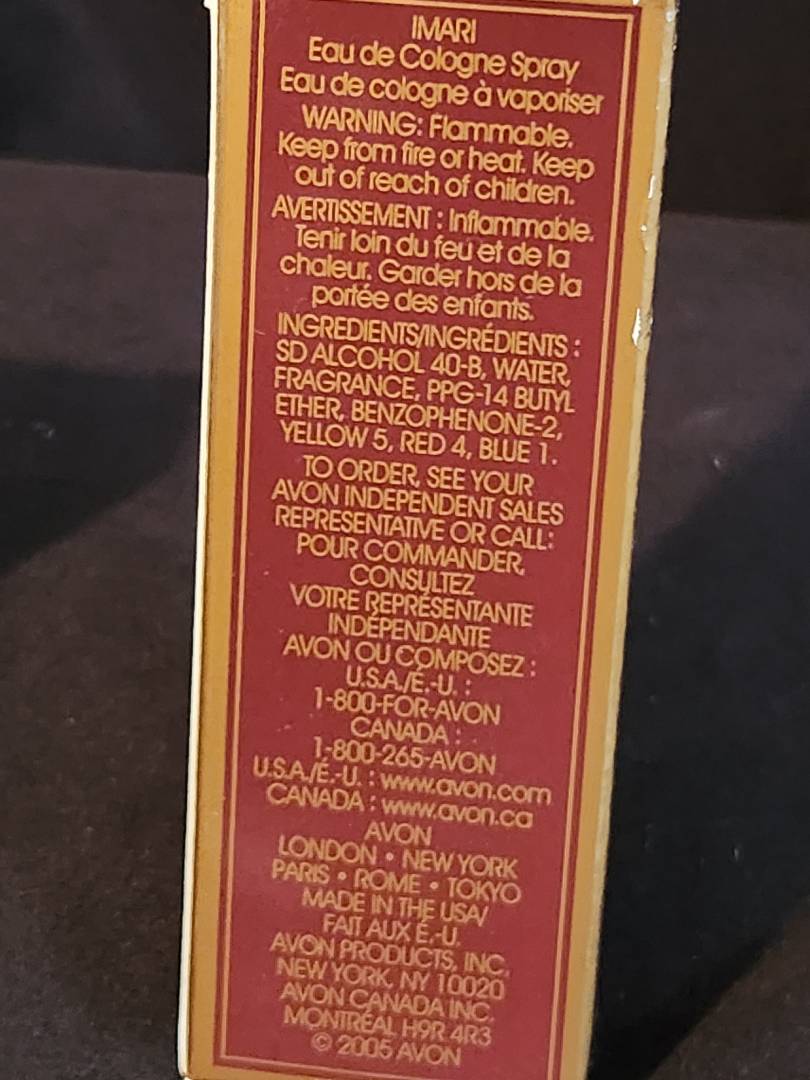 IMARI
Eau de Cologne Spray
Eau de cologne à vaporiser
WARNING: Flammable.
Keep from fire or heat. Keep
out of reach of children.
AVERTISSEMENT : Inflammable.
Tenir loin du feu et de la
chaleur. Garder hors de la
portée des enfants.
INGREDIENTS/INGRÉDIENTS :
SD ALCOHOL 40-B, WATER,
FRAGRANCE, PPG-14 BUTYL
ETHER, BENZOPHENONE-2,
YELLOW 5, RED 4, BLUE 1.
TO ORDER, SEE YOUR
AVON INDEPENDENT SALES
REPRESENTATIVE OR CALL:
POUR COMMANDER,
CONSULTEZ
VOTRE REPRÉSENTANTE
INDÉPENDANTE
AVON OU COMPOSEZ :
U.S.A./É.-U. :
1-800-FOR-AVON
CANADA :
1-800-265-AVON
U.S.A./É.-U. : www.avon.com
CANADA : www.avon.ca
AVON
LONDON • NEW YORK
PARIS • ROME • TOKYO
MADE IN THE USA/
FAIT AUX É.-U.
AVON PRODUCTS, INC.
NEW YORK, NY 10020
AVON CANADA INC.
MONTRÉAL H9R 4R3
© 2005 AVON